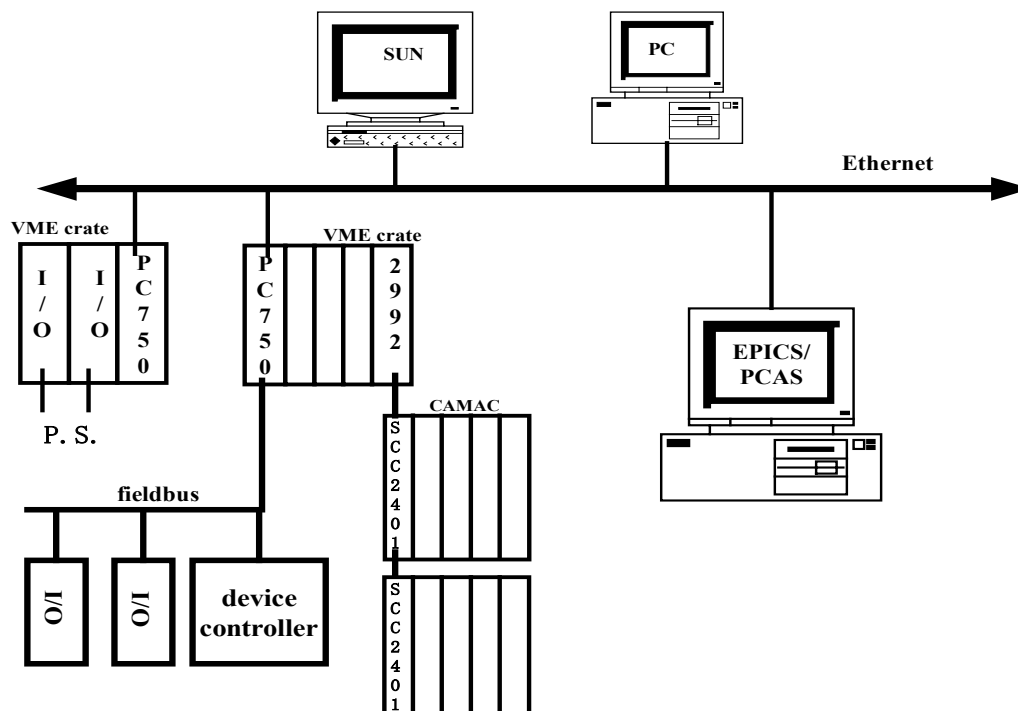 SUN
PC
Ethernet
VME crate
VME crate
I/O
I/O
PC750
PC750
2992
EPICS/
PCAS
CAMAC
P. S.
SCC2401
fieldbus
I/O
I/O
device
controller
SCC2401